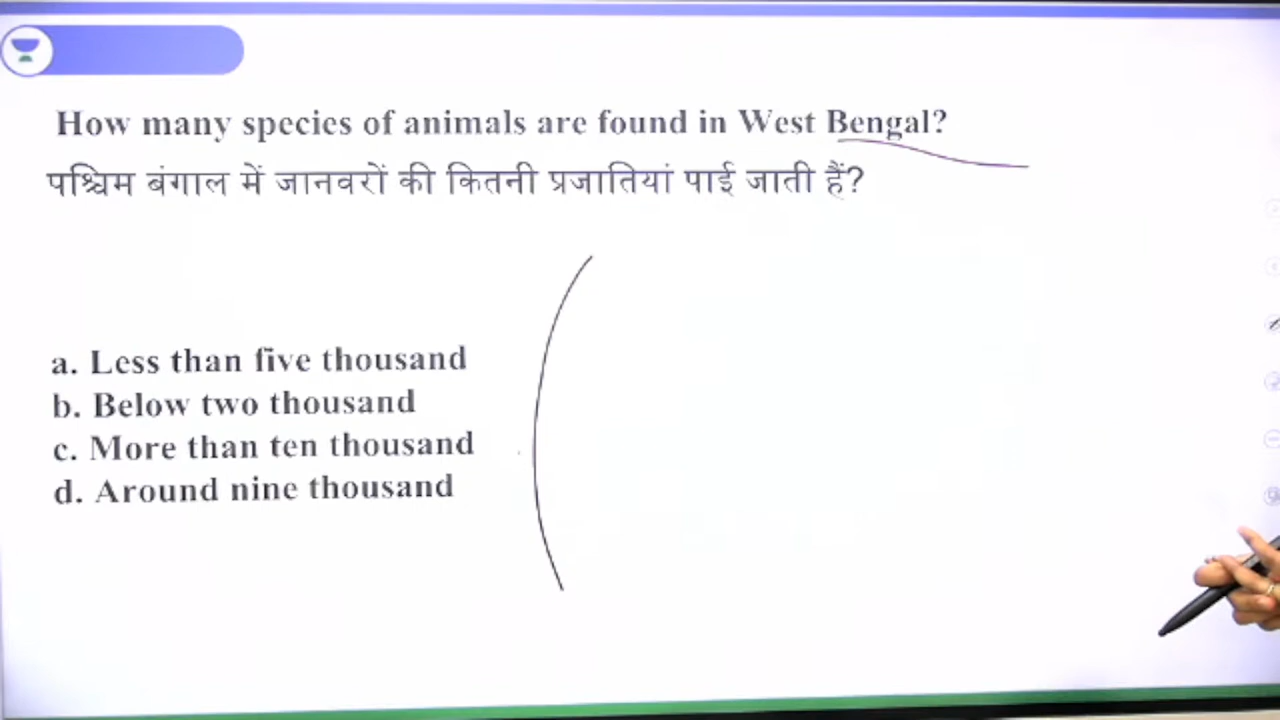 How many species of animals are found in West Bengal?
पश्चिम बंगाल में जानवरों की कितनी प्रजातियां पाई जाती हैं?
a. Less than five thousand
b. Below two thousand
c. More than ten thousand
d. Around nine thousand